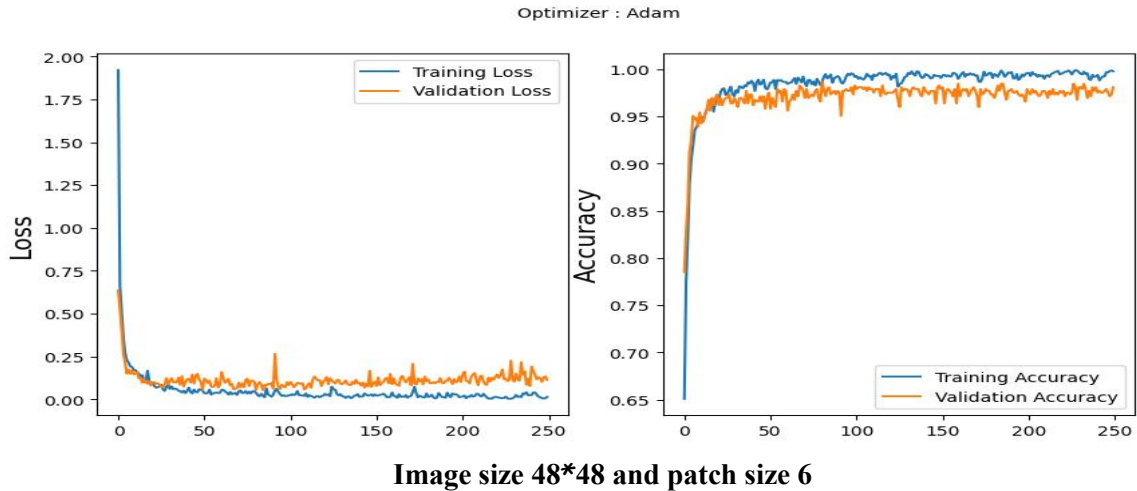 Optimizer : Adam
Loss
2.00
1.75
1.50
1.25
1.00
0.75
0.50
0.25
0.00
0 50 100 150 200 250
Training Loss
Validation Loss
Accuracy
1.00
0.95
0.90
0.85
0.80
0.75
0.70
0.65
0 50 100 150 200 250
Training Accuracy
Validation Accuracy
Image size 48*48 and patch size 6